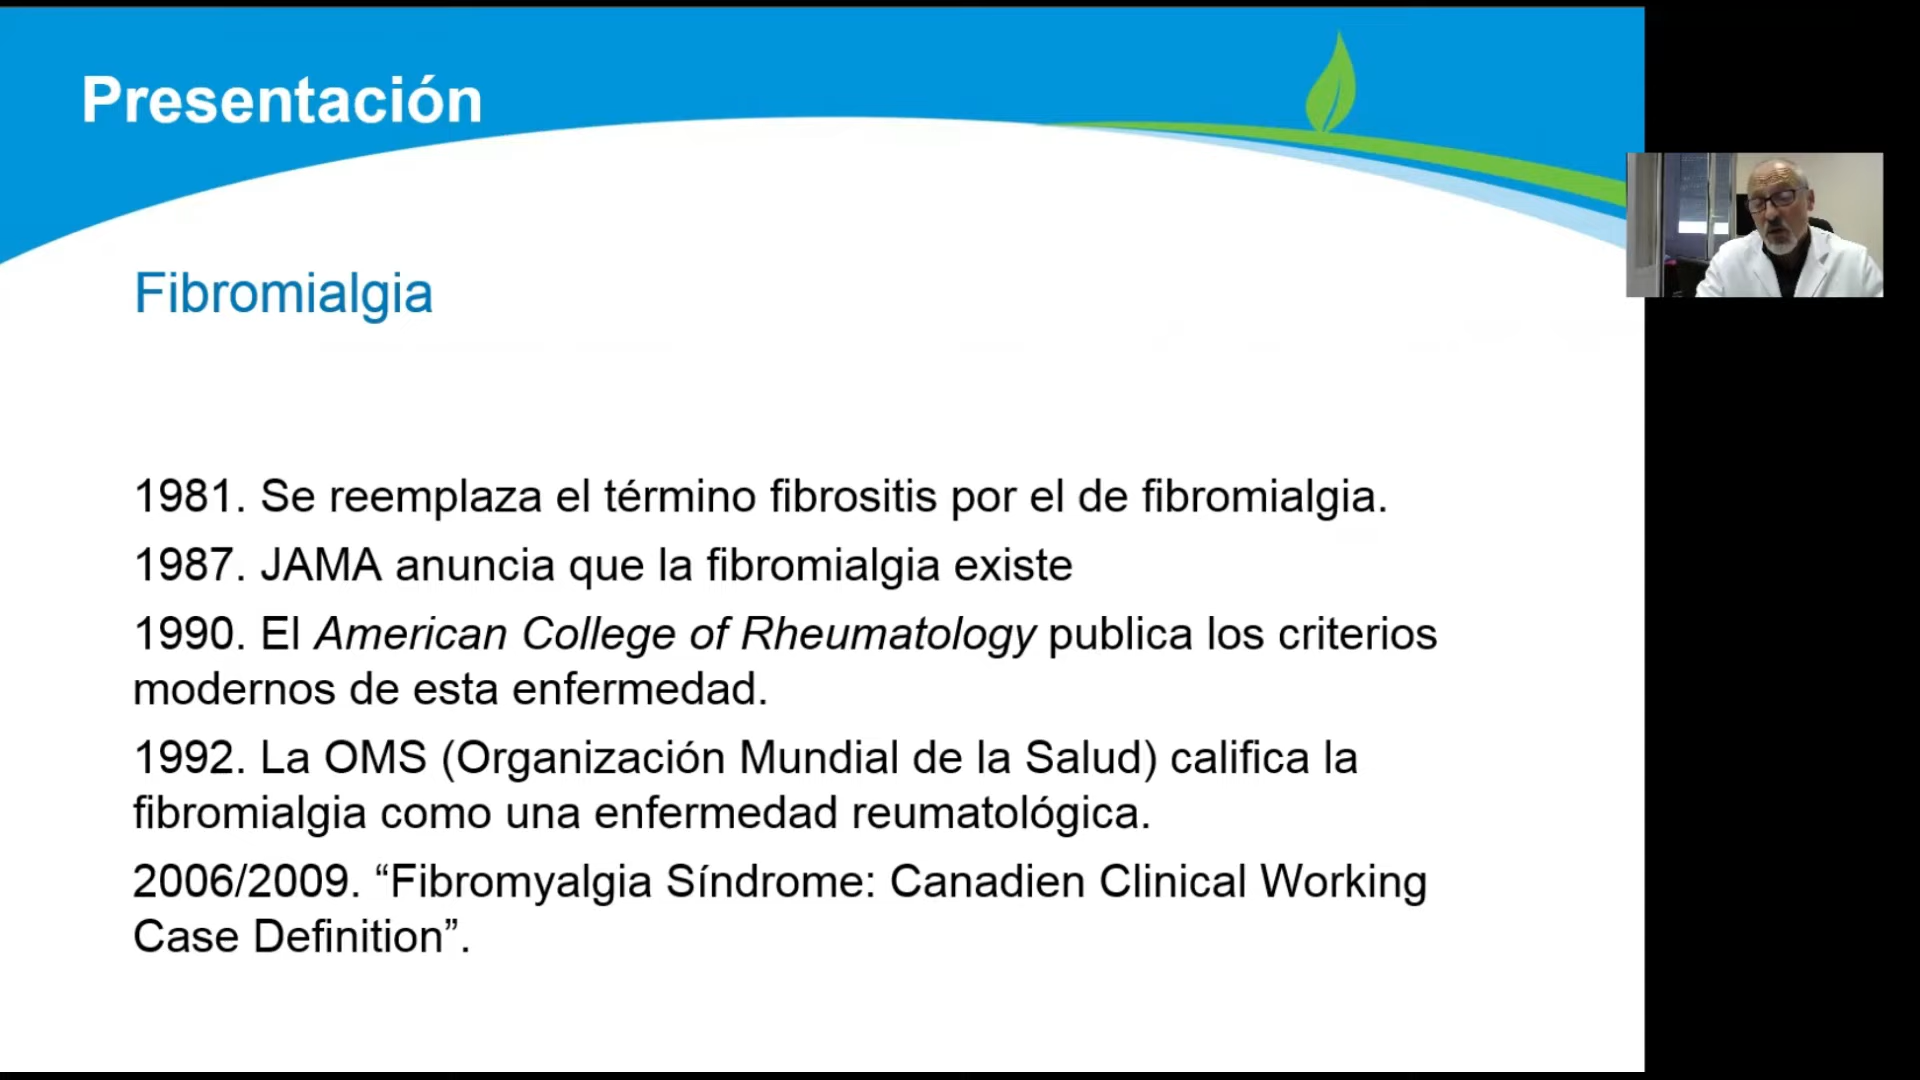 Presentación
Fibromialgia
1981. Se reemplaza el término fibrositis por el de fibromialgia.
1987. JAMA anuncia que la fibromialgia existe
1990. El American College of Rheumatology publica los criterios
modernos de esta enfermedad.
1992. La OMS (Organización Mundial de la Salud) califica la
fibromialgia como una enfermedad reumatológica.
2006/2009. “Fibromyalgia Síndrome: Canadien Clinical Working
Case Definition”.